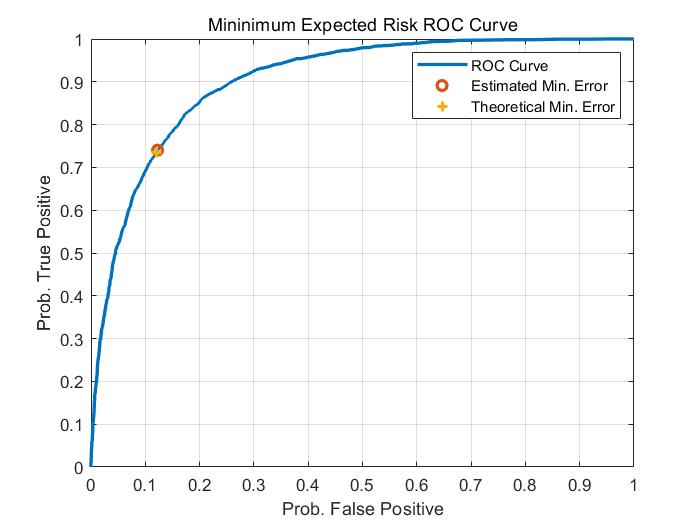 Mininimum Expected Risk ROC Curve
1
0.9
0.8
0.7
0.6
0.5
0.4
0.3
0.2
0.1
0
Prob. True Positive
ROC Curve
Estimated Min. Error
Theoretical Min. Error
0 0.1 0.2 0.3 0.4 0.5 0.6 0.7 0.8 0.9 1
Prob. False Positive